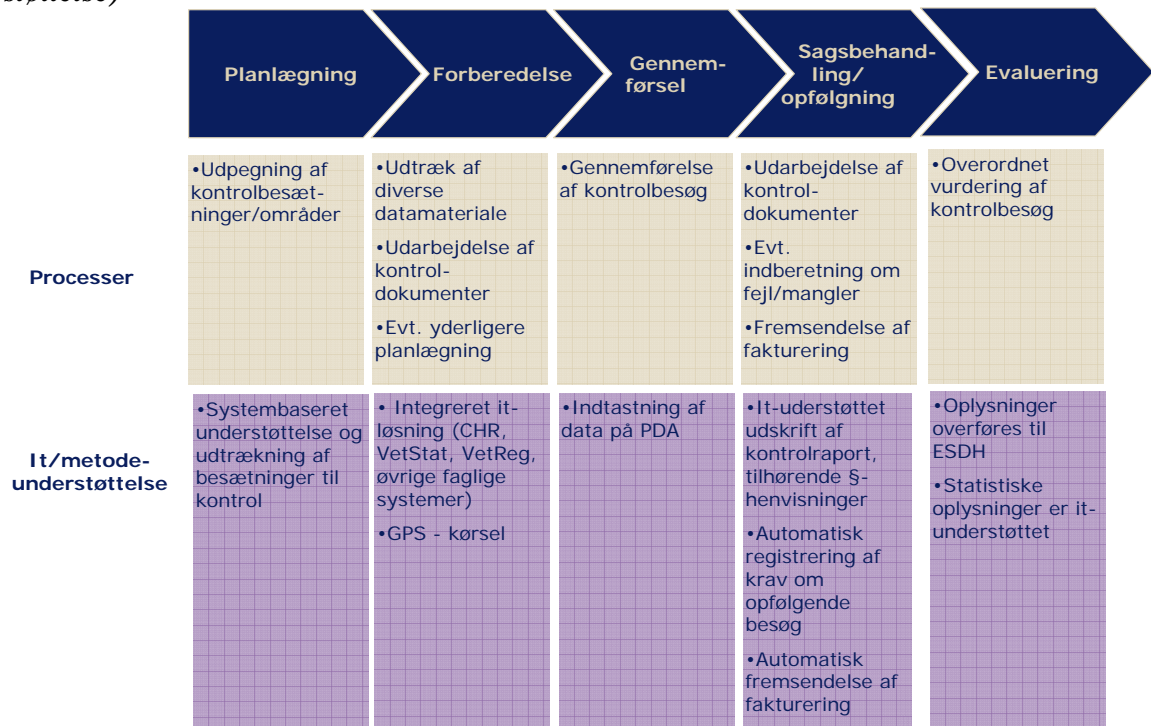 støttelse)
Planlægning
Forberedelse
Gennem-
førsel
Sagsbehand-
ling/
opfølgning
Evaluering
Processer
•Udpegning af
kontrolbesæt-
ninger/områder
•Udtræk af
diverse
datamateriale
•Udarbejdelse af
kontrol-
dokumenter
•Evt. yderligere
planlægning
•Gennemførelse
af kontrolbesøg
•Udarbejdelse af
kontrol-
dokumenter
•Evt.
indberetning om
fejl/mangler
•Fremsendelse af
fakturering
•Overordnet
vurdering af
kontrolbesøg
It/metode-
understøttelse
•Systembaseret
understøttelse og
udtrækning af
besætninger til
kontrol
• Integreret it-
løsning (CHR,
VetStat, VetReg,
øvrige faglige
systemer)
•GPS - kørsel
•Indtastning af
data på PDA
•It-uderstøttet
udskrift af
kontrolraport,
tilhørende §-
henvisninger
•Automatisk
registrering af
krav om
opfølgende
besøg
•Automatisk
fremsendelse af
fakturering
•Oplysninger
overføres til
ESDH
•Statistiske
oplysninger er it-
understøttet